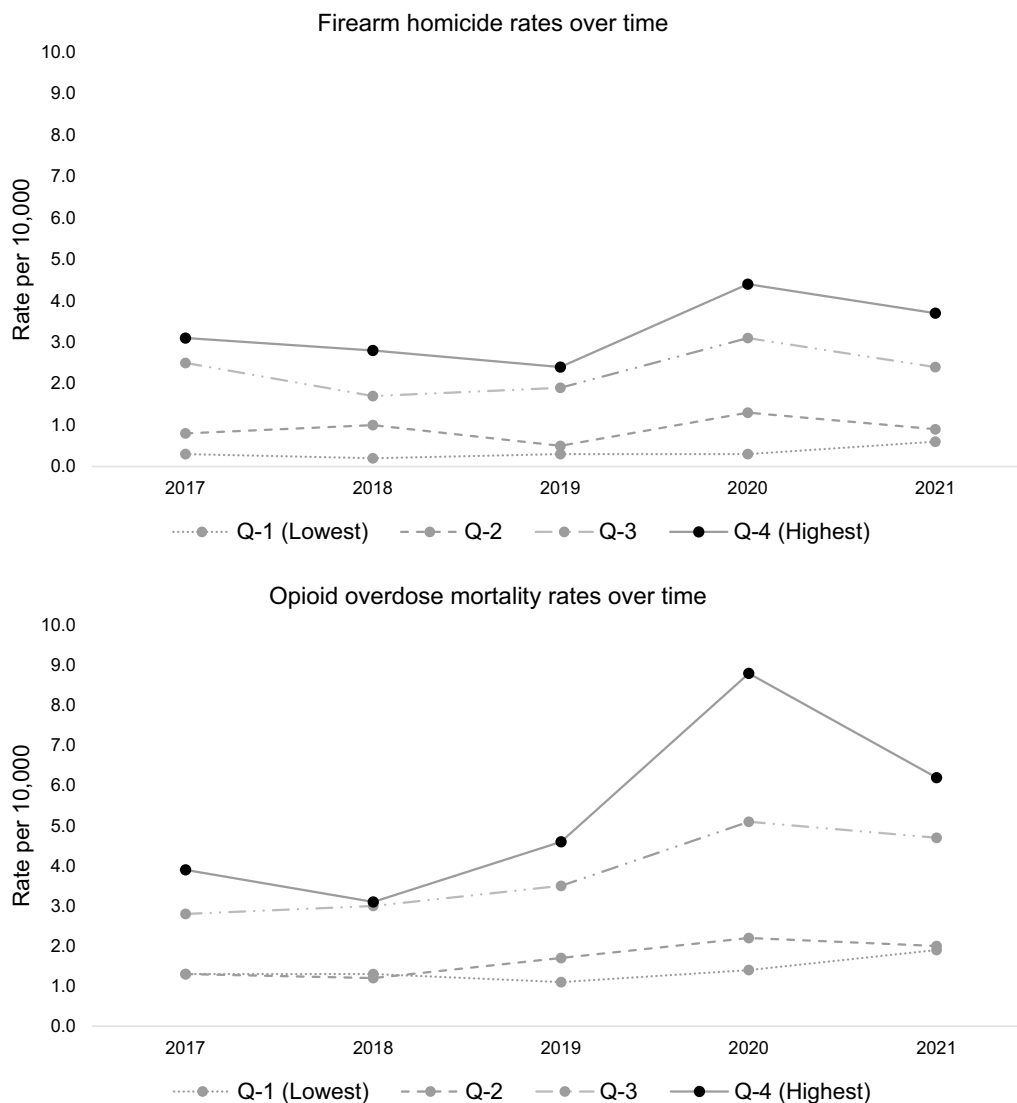 Firearm homicide rates over time
10.0
9.0
8.0
7.0
6.0
5.0
4.0
3.0
2.0
1.0
0.0
Rate per 10,000
2017 2018 2019 2020 2021
Q-1 (Lowest) Q-2 Q-3 Q-4 (Highest)
Opioid overdose mortality rates over time
10.0
9.0
8.0
7.0
6.0
5.0
4.0
3.0
2.0
1.0
0.0
Rate per 10,000
2017 2018 2019 2020 2021
Q-1 (Lowest) Q-2 Q-3 Q-4 (Highest)